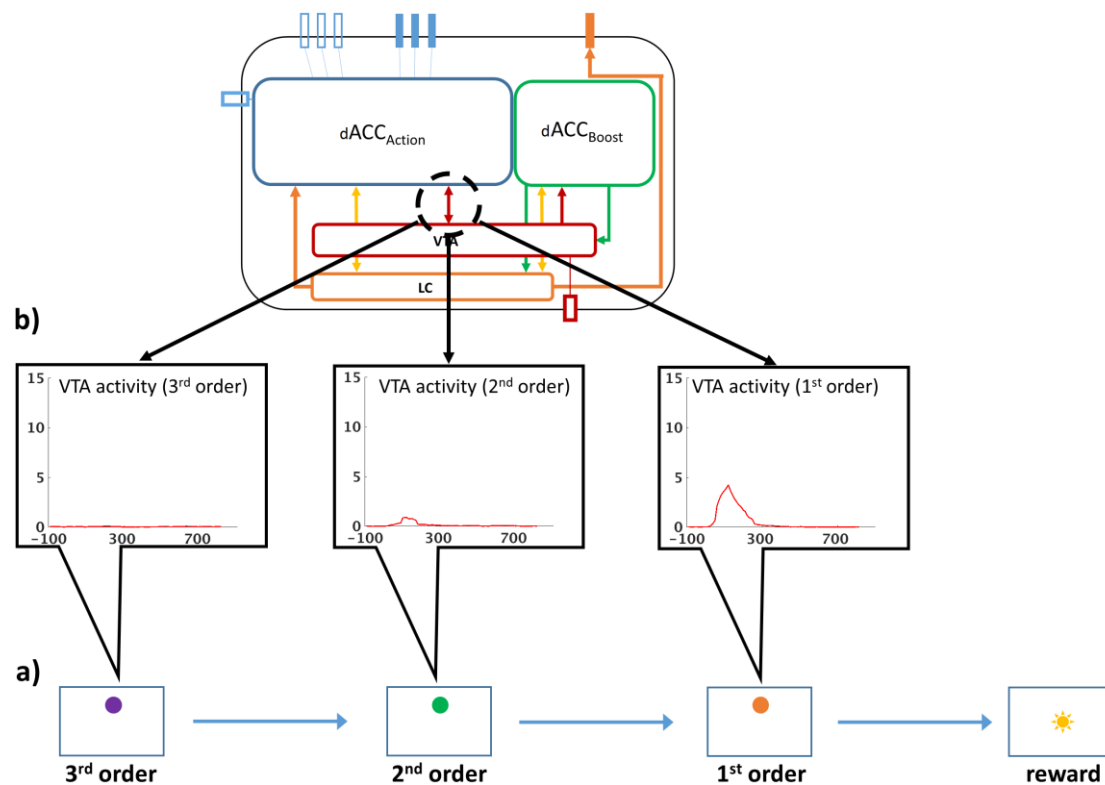 b)
dACCAction
dACCBoost
VTA
LC
VTA activity (3rd order)
15
10
5
0
−100 300 700
VTA activity (2nd order)
15
10
5
0
−100 300 700
VTA activity (1st order)
15
10
5
0
−100 300 700
a)
3rd order
2nd order
1st order
reward